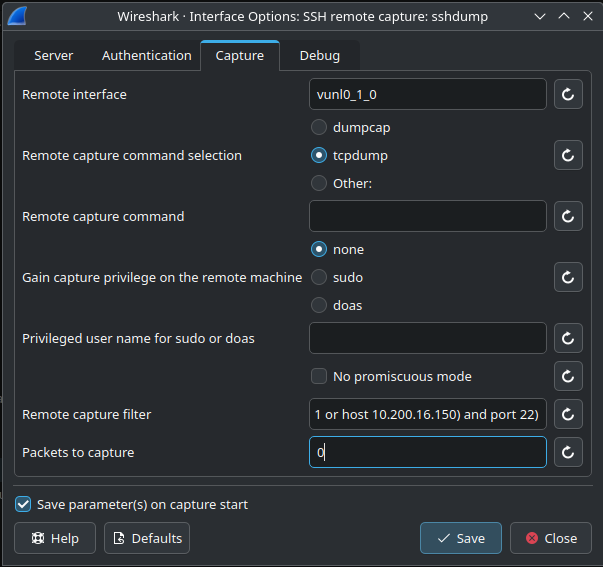 Wireshark · Interface Options: SSH remote capture: sshdump
Server Authentication Capture Debug
Remote interface vunl0_1_0
dumpcap
Remote capture command selection tcpdump
Other:
Remote capture command
none
Gain capture privilege on the remote machine sudo
doas
Privileged user name for sudo or doas
No promiscuous mode
Remote capture filter 1 or host 10.200.16.150) and port 22)
Packets to capture 0
Save parameter(s) on capture start
Help Defaults Save Close